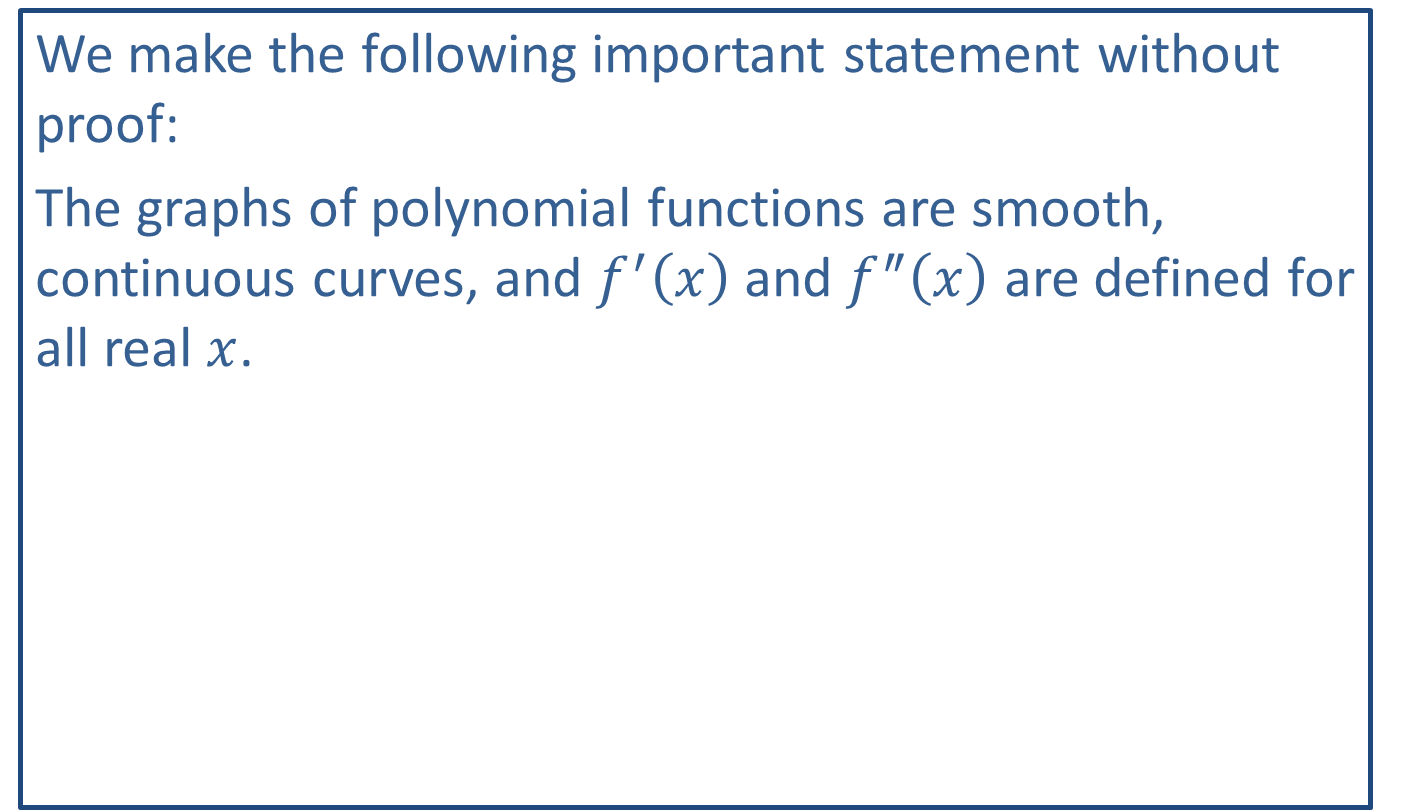 We make the following important statement without
proof:
The graphs of polynomial functions are smooth,
continuous curves, and 𝑓′(𝑥) and 𝑓″(𝑥) are defined for
all real 𝑥.